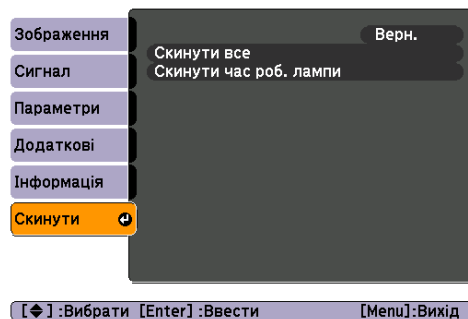 Зображення
Сигнал
Параметри
Додаткові
Інформація
Скинути
Верн.
Скинути все
Скинути час роб. лампи
[◆] :Вибрати [Enter] :Ввести [Menu]:Вихід